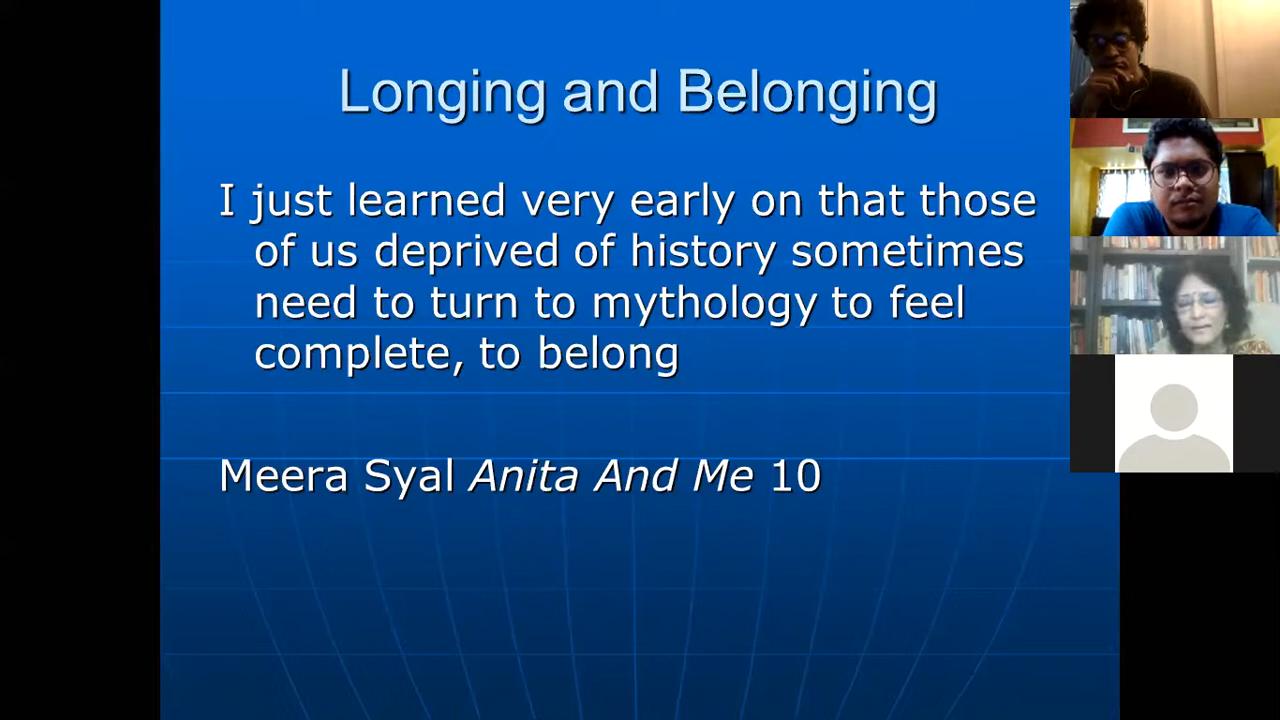 Longing and Belonging
I just learned very early on that those
of us deprived of history sometimes
need to turn to mythology to feel
complete, to belong
Meera Syal Anita And Me 10